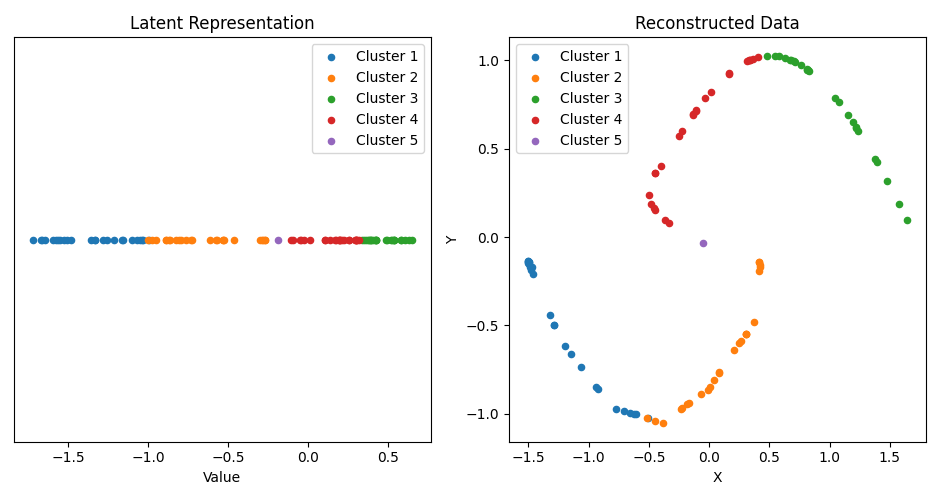 Latent Representation
Cluster 1
Cluster 2
Cluster 3
Cluster 4
Cluster 5
−1.5 −1.0 −0.5 0.0 0.5
Value
Reconstructed Data
Cluster 1
Cluster 2
Cluster 3
Cluster 4
Cluster 5
1.0
0.5
0.0
−0.5
−1.0
Y
−1.5 −1.0 −0.5 0.0 0.5 1.0 1.5
X